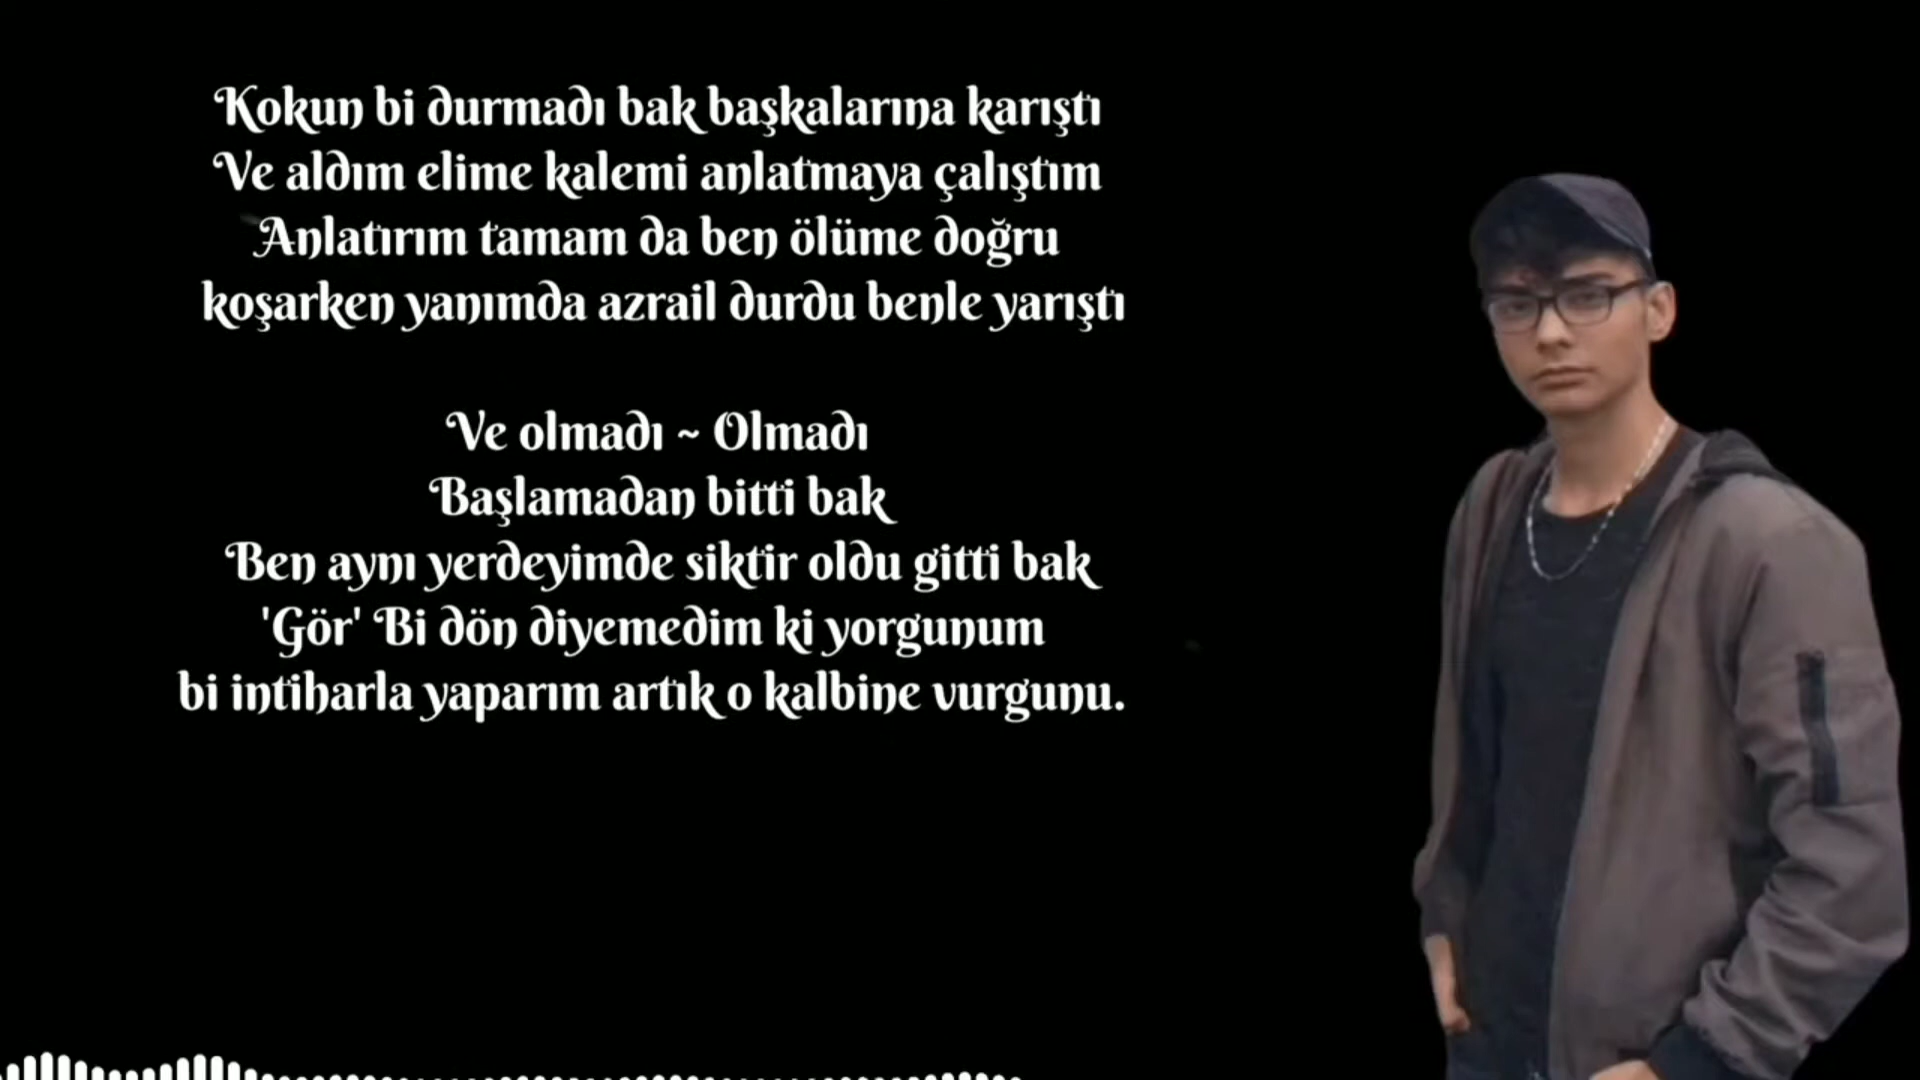 Kokun bi durmadı bak başkalarına karıştı
Ve aldım elime kalemi anlatmaya çalıştım
Anlatırım tamam da ben ölüme doğru
koşarken yanımda azrail durdu benle yarıştı
Ve olmadı ~ Olmadı
Başlamadan bitti bak
Ben aynı yerdeyimde siktir oldu gitti bak
'Gör' Bi dön diyemedim ki yorgunum
bi intiharla yaparım artık o kalbine vurgunu.